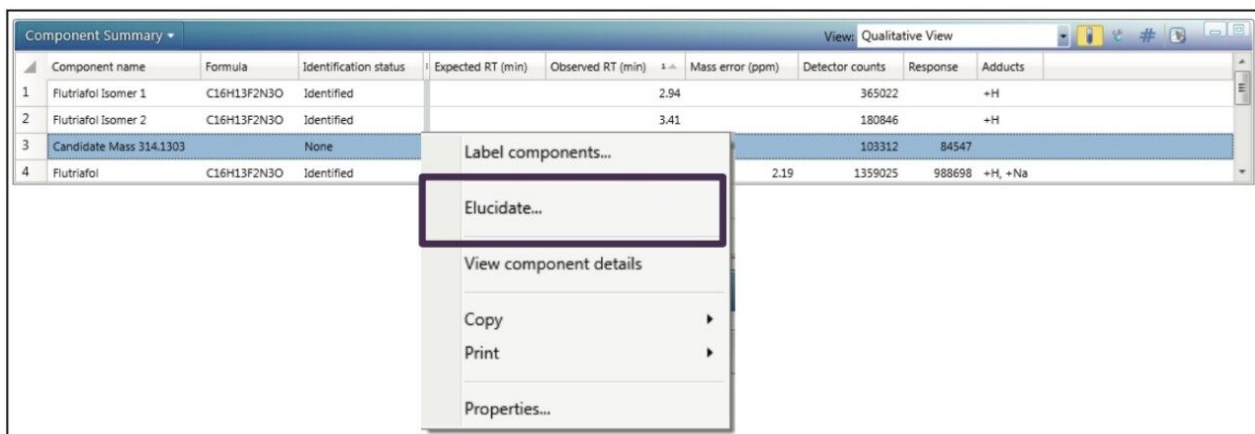 Component Summary
View: Qualitative View
Component name Formula Identification status Expected RT (min) Observed RT (min) 1 Mass error (ppm) Detector counts Response Adducts
1 Flutriafol Isomer 1 C16H13F2N3O Identified 2.94 365022 +H
2 Flutriafol Isomer 2 C16H13F2N3O Identified 3.41 180846 +H
3 Candidate Mass 314.1303 None 103312 84547
4 Flutriafol C16H13F2N3O Identified 2.19 1359025 988698 +H, +Na
Label components...
Elucidate...
View component details
Copy
Print
Properties...